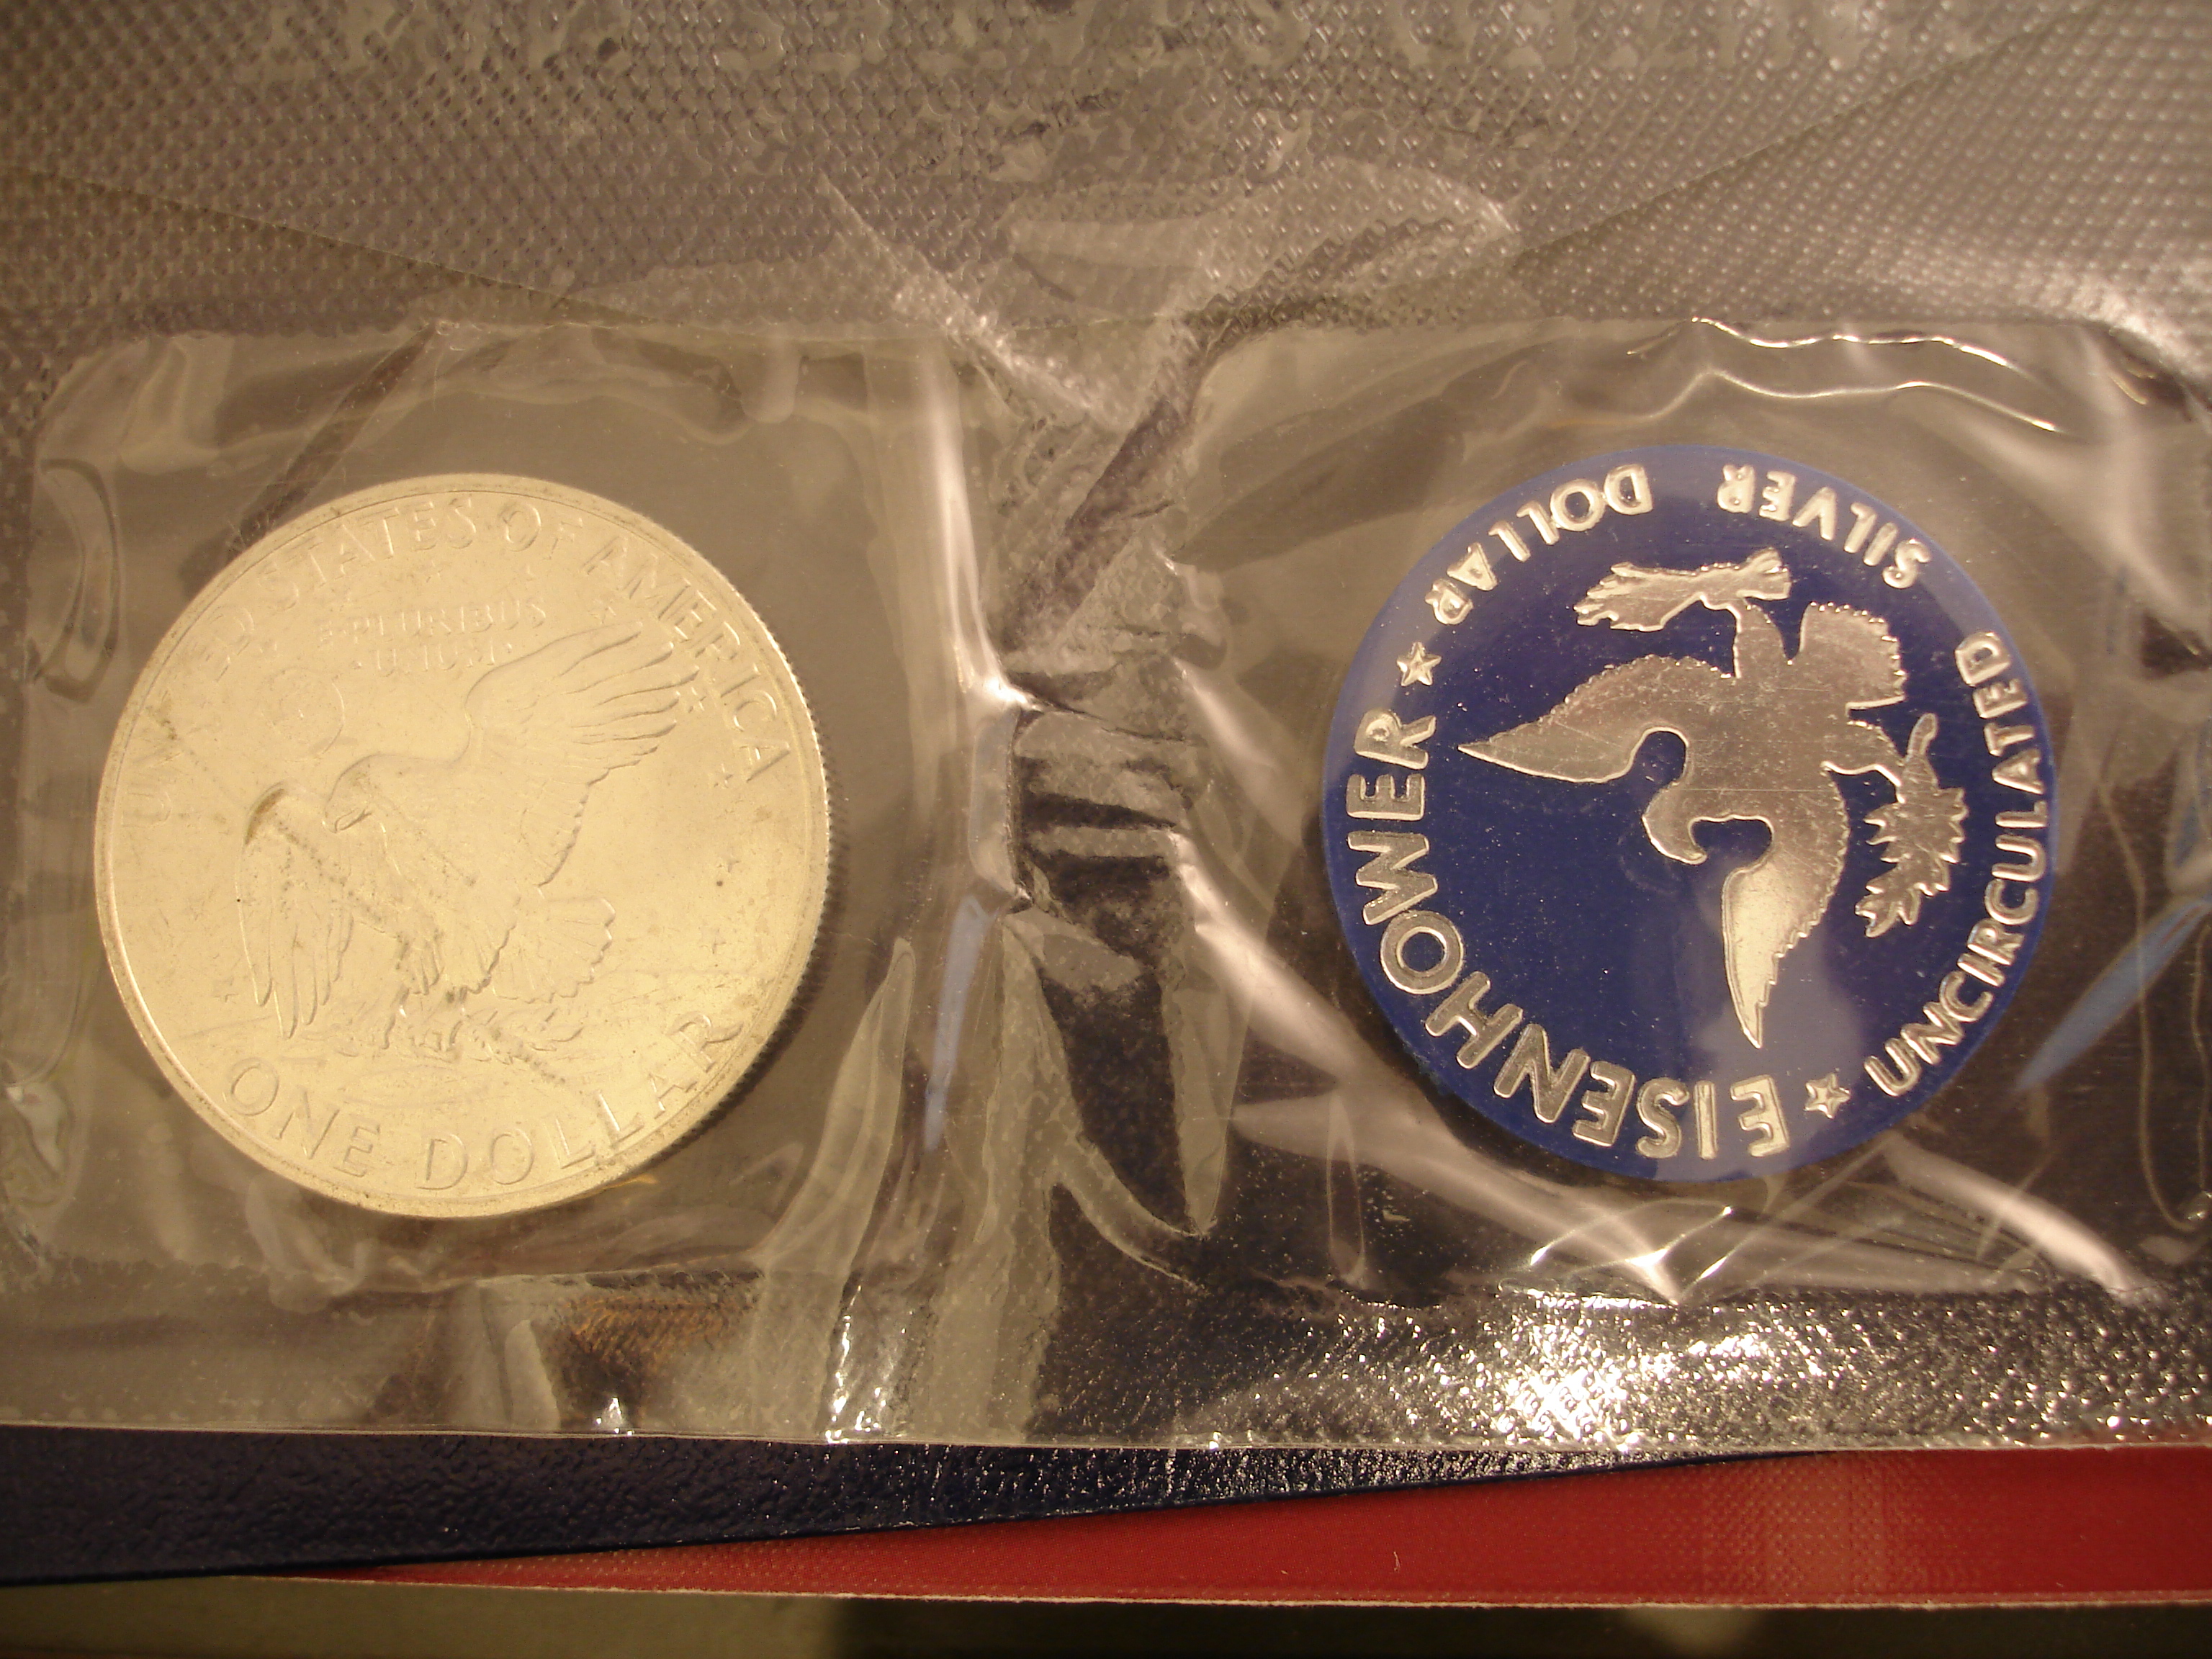 UNITED STATES OF AMERICA
E PLURIBUS
UNUM
ONE DOLLAR
EISENHOWER ★ SILVER DOLLAR
★ UNCIRCULATED